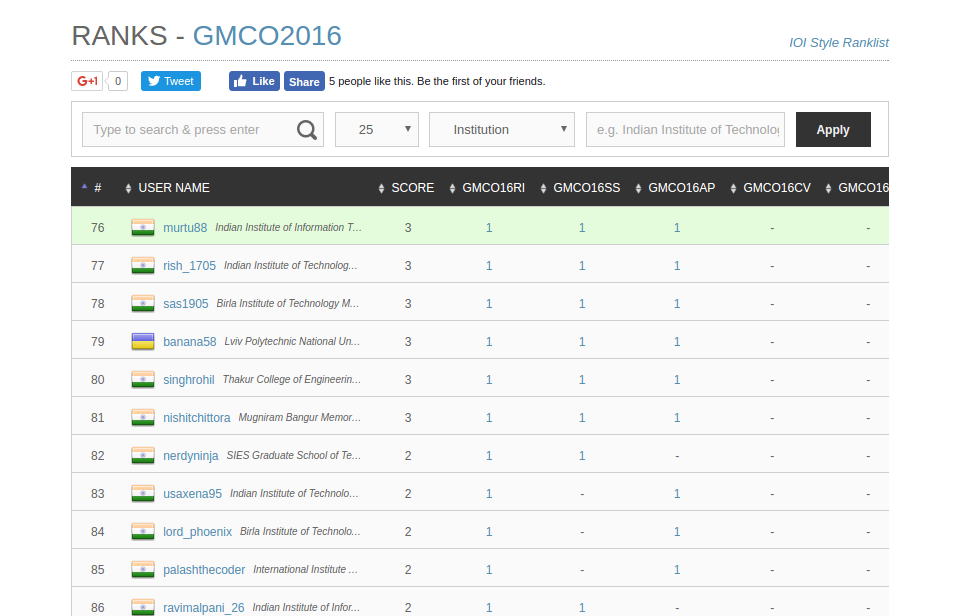 RANKS - GMCO2016
IOI Style Ranklist
G+1 0 Tweet Like Share 5 people like this. Be the first of your friends.
Type to search & press enter 25 Institution e.g. Indian Institute of Technolog Apply
# USER NAME SCORE GMCO16RI GMCO16SS GMCO16AP GMCO16CV GMCO16
76 murtu88 Indian Institute of Information T... 3 1 1 1 - -
77 rish_1705 Indian Institute of Technolog... 3 1 1 1 - -
78 sas1905 Birla Institute of Technology M... 3 1 1 1 - -
79 banana58 Lviv Polytechnic National Un... 3 1 1 1 - -
80 singhrohil Thakur College of Engineerin... 3 1 1 1 - -
81 nishitchittora Mugniram Bangur Memor... 3 1 1 1 - -
82 nerdyninja SIES Graduate School of Te... 2 1 1 - - -
83 usaxena95 Indian Institute of Technolo... 2 1 - 1 - -
84 lord_phoenix Birla Institute of Technolo... 2 1 - 1 - -
85 palashthecoder International Institute ... 2 1 - 1 - -
86 ravimalpani_26 Indian Institute of Infor... 2 1 1 - - -